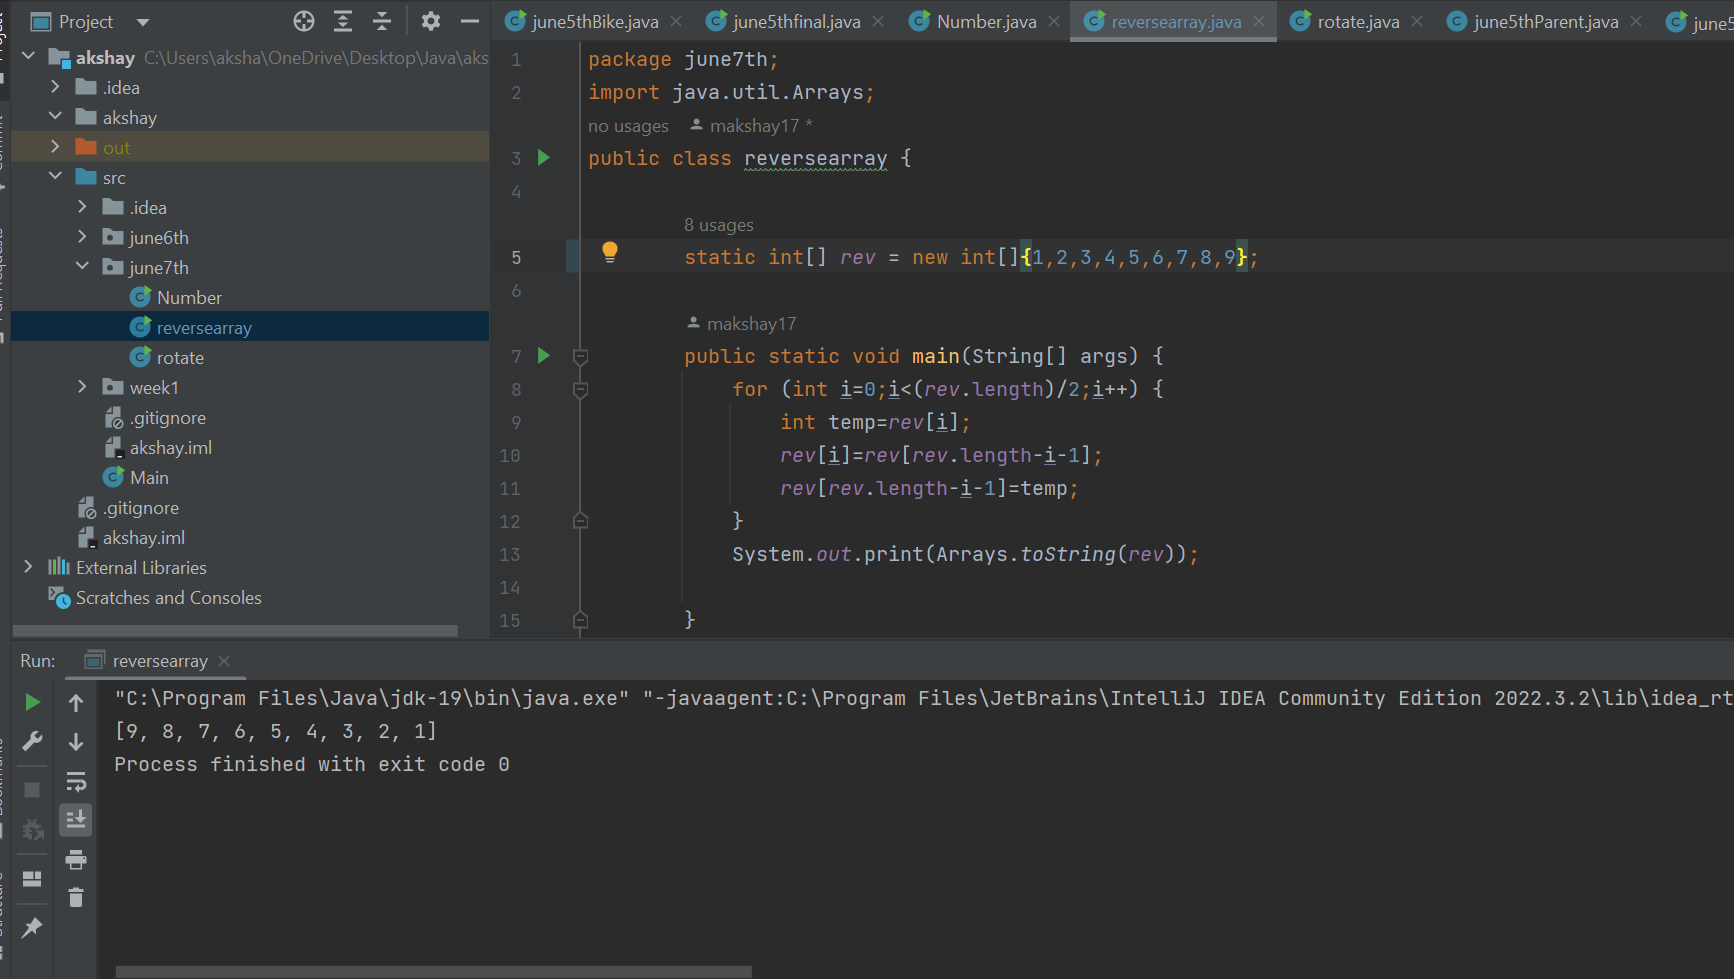 Project
june5thBike.java
june5thfinal.java
Number.java
reversearray.java
rotate.java
june5thParent.java
june5
akshay C:\Users\aksha\OneDrive\Desktop\Java\aks
.idea
akshay
out
src
.idea
june6th
june7th
Number
reversearray
rotate
week1
.gitignore
akshay.iml
Main
.gitignore
akshay.iml
External Libraries
Scratches and Consoles
1 package june7th;
2 import java.util.Arrays;
no usages makshay17 *
3 public class reversearray {
4
8 usages
5 static int[] rev = new int[]{1,2,3,4,5,6,7,8,9};
6
makshay17
7 public static void main(String[] args) {
8 for (int i=0;i<(rev.length)/2;i++) {
9 int temp=rev[i];
10 rev[i]=rev[rev.length-i-1];
11 rev[rev.length-i-1]=temp;
12 }
13 System.out.print(Arrays.toString(rev));
14
15 }
Run: reversearray
"C:\Program Files\Java\jdk-19\bin\java.exe" "-javaagent:C:\Program Files\JetBrains\IntelliJ IDEA Community Edition 2022.3.2\lib\idea_rt
[9, 8, 7, 6, 5, 4, 3, 2, 1]
Process finished with exit code 0